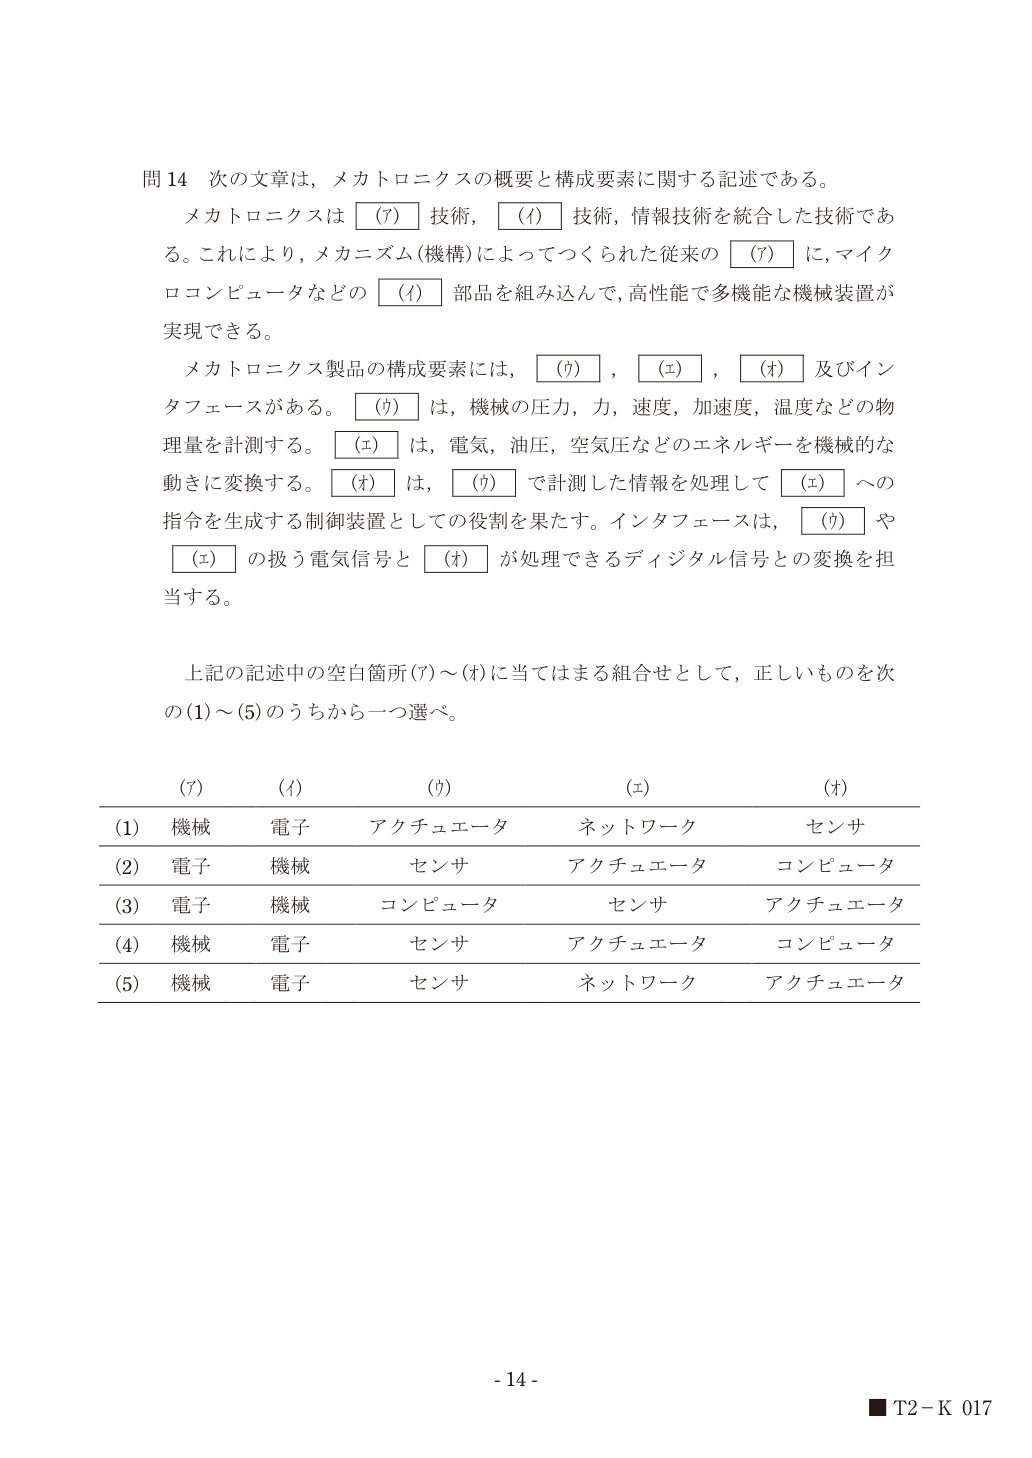 問14 次の文章は，メカトロニクスの概要と構成要素に関する記述である。
メカトロニクスは (ア) 技術， (イ) 技術，情報技術を統合した技術であ
る。これにより，メカニズム(機構)によってつくられた従来の (ア) に，マイク
ロコンピュータなどの (イ) 部品を組み込んで，高性能で多機能な機械装置が
実現できる。
メカトロニクス製品の構成要素には， (ウ) ， (エ) ， (オ) 及びイン
タフェースがある。 (ウ) は，機械の圧力，力，速度，加速度，温度などの物
理量を計測する。 (エ) は，電気，油圧，空気圧などのエネルギーを機械的な
動きに変換する。 (オ) は， (ウ) で計測した情報を処理して (エ) への
指令を生成する制御装置としての役割を果たす。インタフェースは， (ウ) や
(エ) の扱う電気信号と (オ) が処理できるディジタル信号との変換を担
当する。
上記の記述中の空白箇所(ア)～(オ)に当てはまる組合せとして，正しいものを次
の(1)～(5)のうちから一つ選べ。
(ア) (イ) (ウ) (エ) (オ)
(1) 機械 電子 アクチュエータ ネットワーク センサ
(2) 電子 機械 センサ アクチュエータ コンピュータ
(3) 電子 機械 コンピュータ センサ アクチュエータ
(4) 機械 電子 センサ アクチュエータ コンピュータ
(5) 機械 電子 センサ ネットワーク アクチュエータ
- 14 -
■ T2−K 017